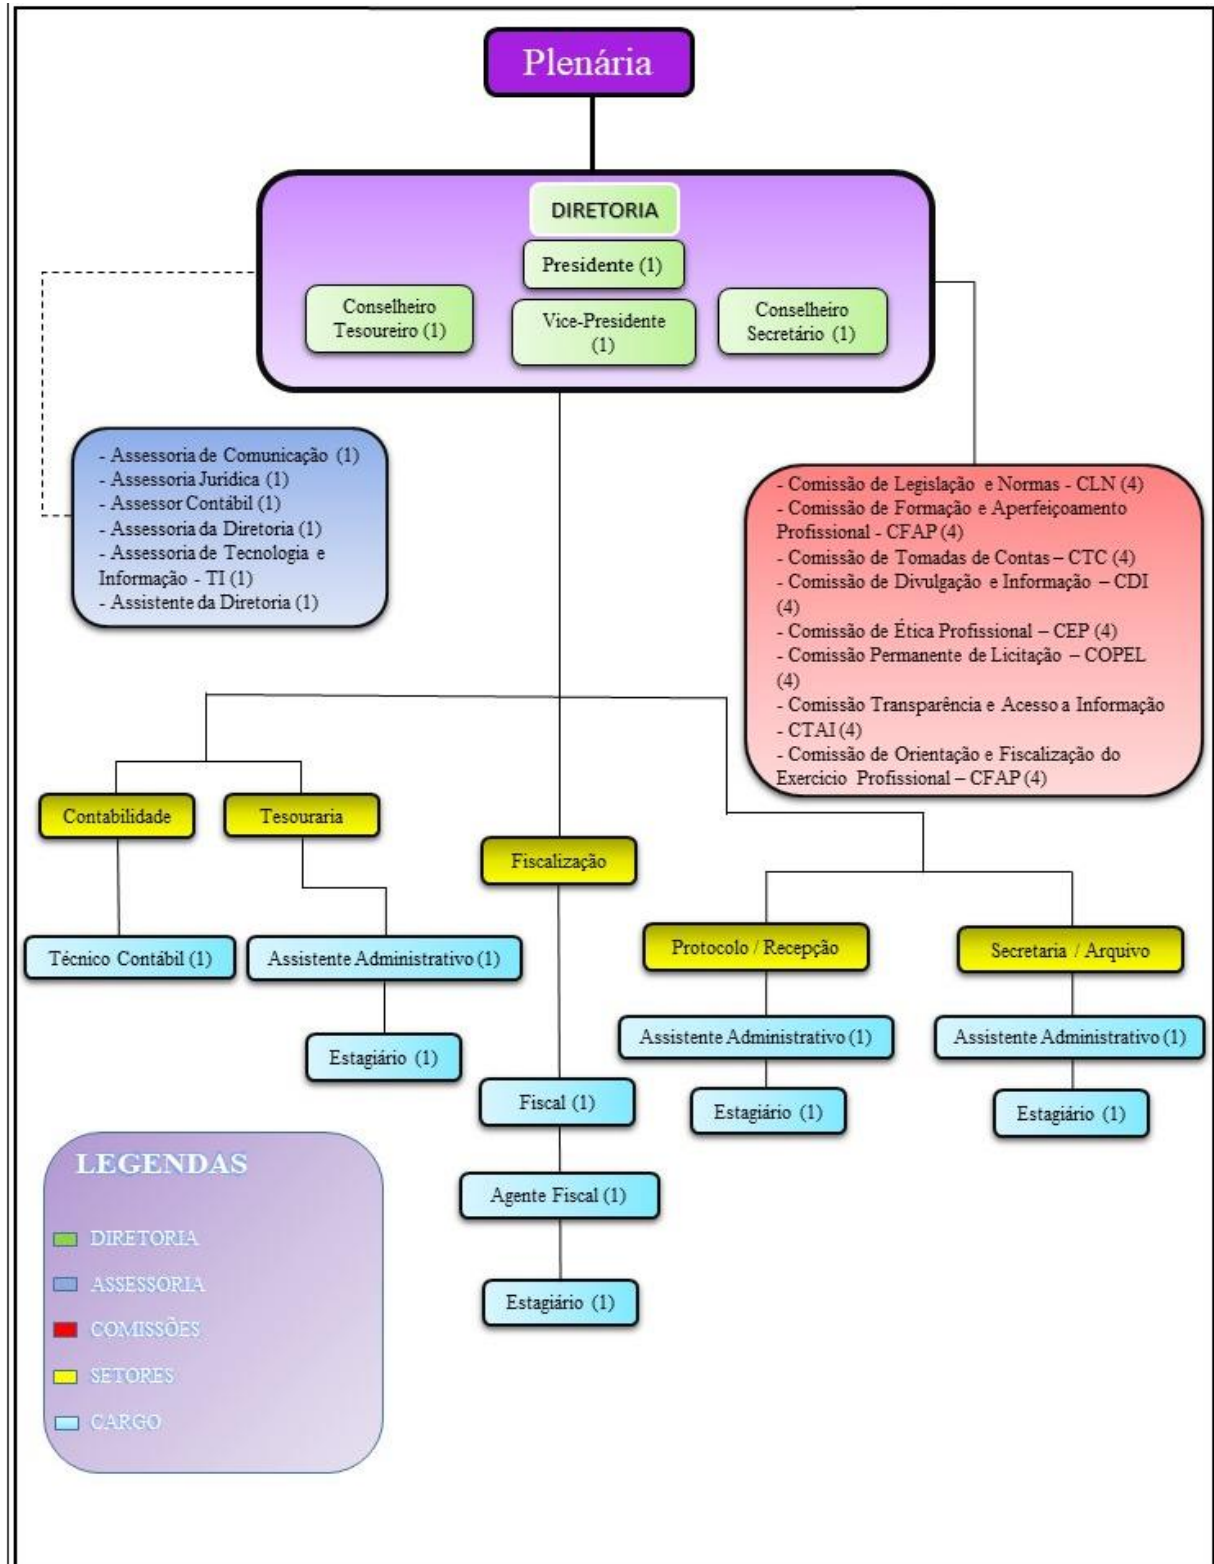 Plenária
DIRETORIA
Presidente (1)
Conselheiro
Tesoureiro (1)
Vice-Presidente
(1)
Conselheiro
Secretário (1)
- Assessoria de Comunicação (1)
- Assessoria Jurídica (1)
- Assessor Contábil (1)
- Assessoria da Diretoria (1)
- Assessoria de Tecnologia e
Informação - TI (1)
- Assistente da Diretoria (1)
- Comissão de Legislação e Normas - CLN (4)
- Comissão de Formação e Aperfeiçoamento
Profissional - CFAP (4)
- Comissão de Tomadas de Contas – CTC (4)
- Comissão de Divulgação e Informação – CDI
(4)
- Comissão de Ética Profissional – CEP (4)
- Comissão Permanente de Licitação – COPEL
(4)
- Comissão Transparência e Acesso a Informação
- CTAI (4)
- Comissão de Orientação e Fiscalização do
Exercicio Profissional – CFAP (4)
Contabilidade
Tesouraria
Fiscalização
Protocolo / Recepção
Secretaria / Arquivo
Técnico Contábil (1)
Assistente Administrativo (1)
Assistente Administrativo (1)
Assistente Administrativo (1)
Estagiário (1)
Fiscal (1)
Estagiário (1)
Estagiário (1)
Agente Fiscal (1)
Estagiário (1)
LEGENDAS
DIRETORIA
ASSESSORIA
COMISSÕES
SETORES
CARGO